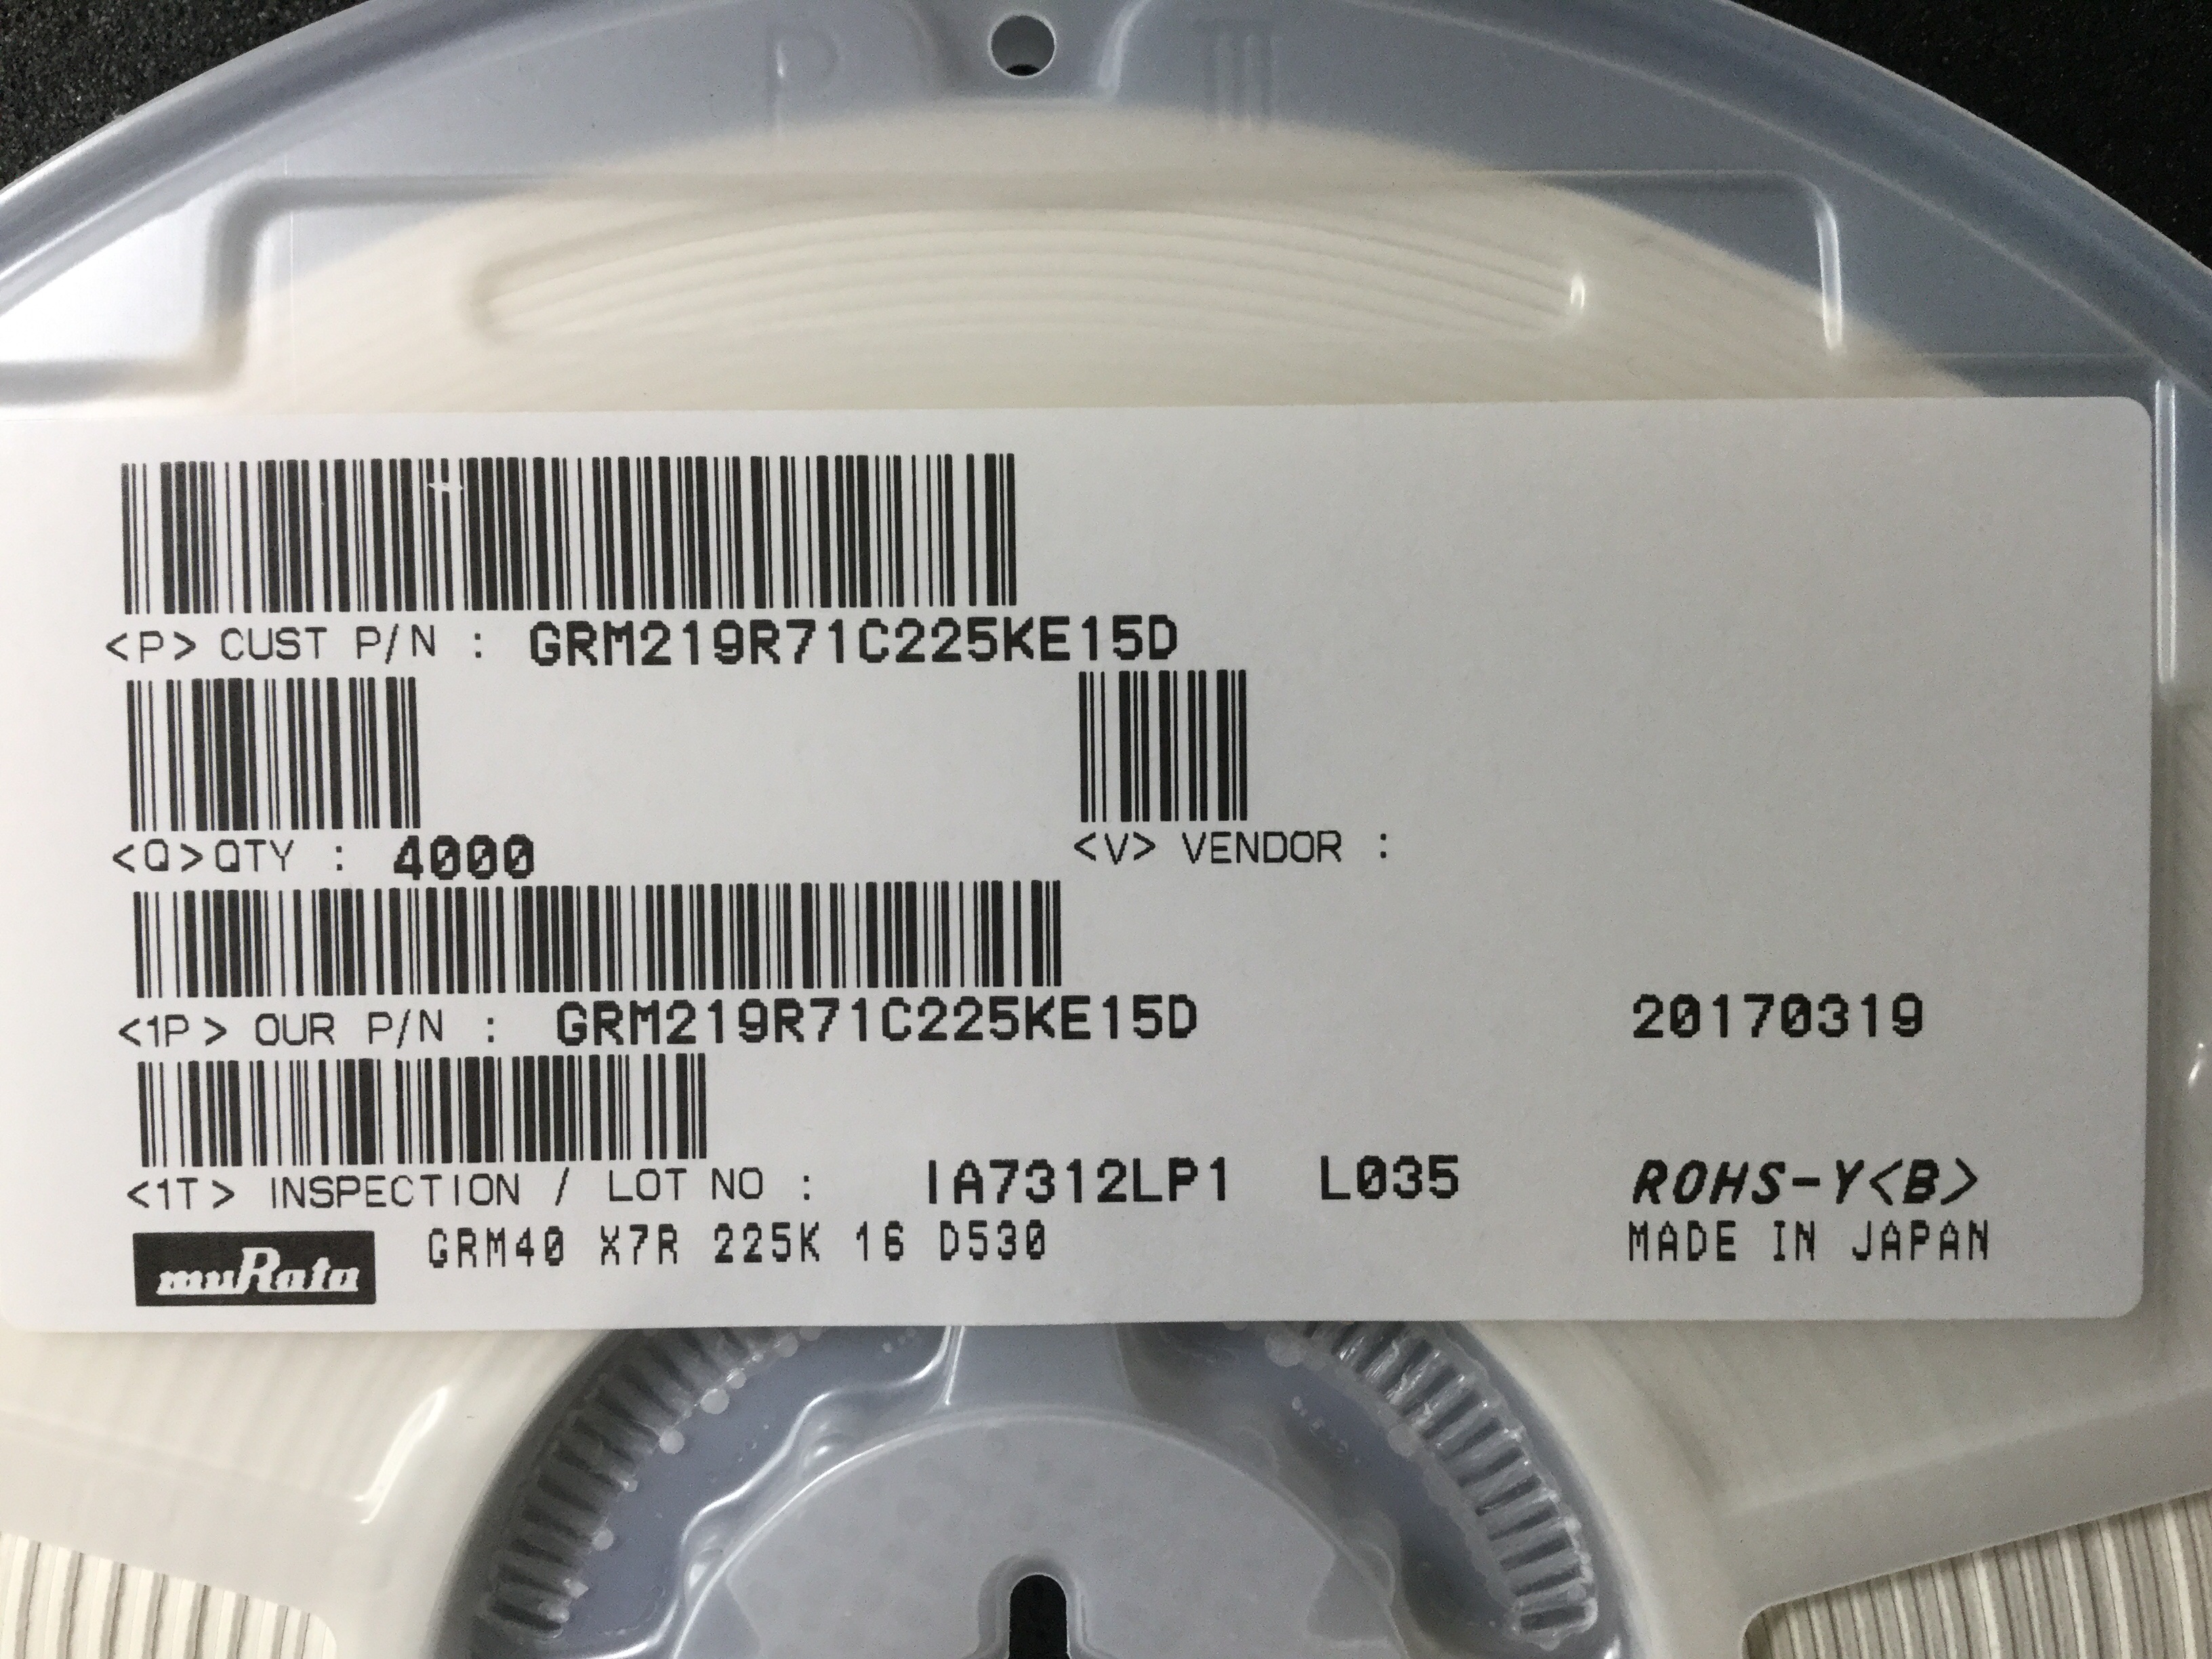 <P> CUST P/N : GRM219R71C225KE15D
<Q>QTY : 4000 <V> VENDOR :
<1P> OUR P/N : GRM219R71C225KE15D 20170319
<1T> INSPECTION / LOT NO : IA7312LP1 L035 ROHS-Y<B>
muRata GRM40 X7R 225K 16 D530 MADE IN JAPAN